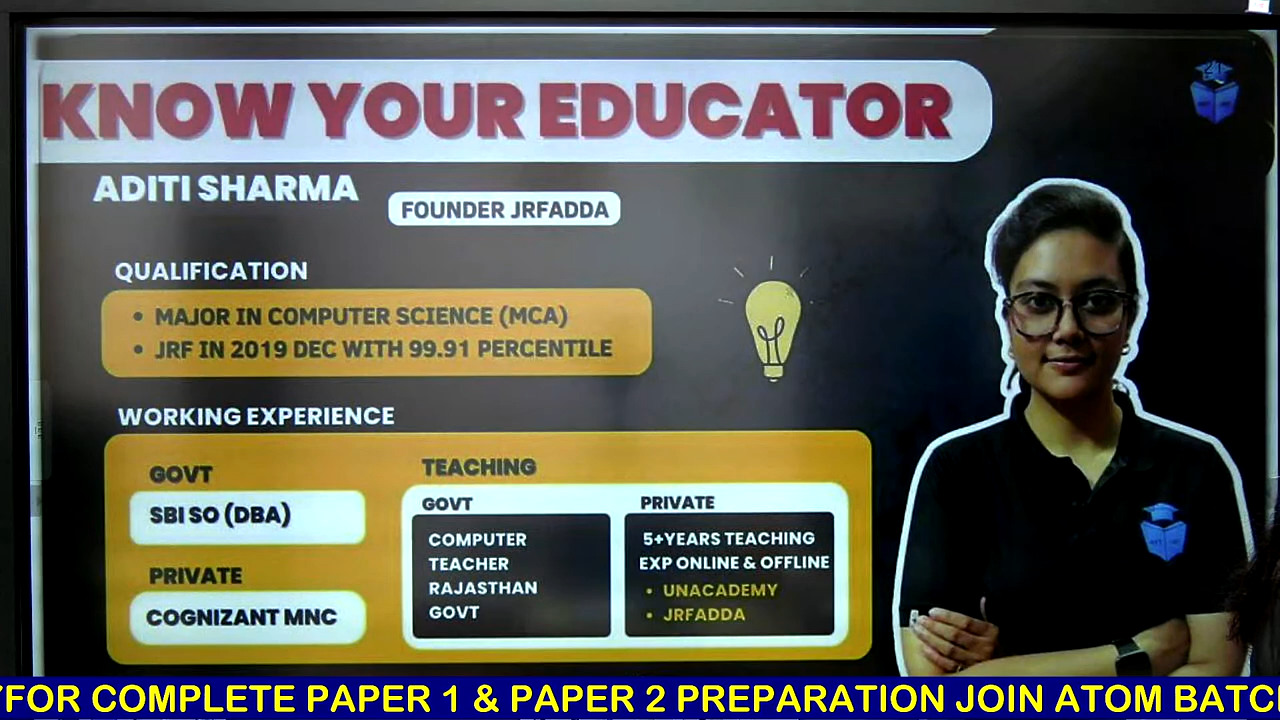 KNOW YOUR EDUCATOR
ADITI SHARMA
FOUNDER JRFADDA
QUALIFICATION
• MAJOR IN COMPUTER SCIENCE (MCA)
• JRF IN 2019 DEC WITH 99.91 PERCENTILE
WORKING EXPERIENCE
GOVT
SBI SO (DBA)
PRIVATE
COGNIZANT MNC
TEACHING
GOVT
COMPUTER
TEACHER
RAJASTHAN
GOVT
PRIVATE
5+YEARS TEACHING
EXP ONLINE & OFFLINE
• UNACADEMY
• JRFADDA
FOR COMPLETE PAPER 1 & PAPER 2 PREPARATION JOIN ATOM BATC